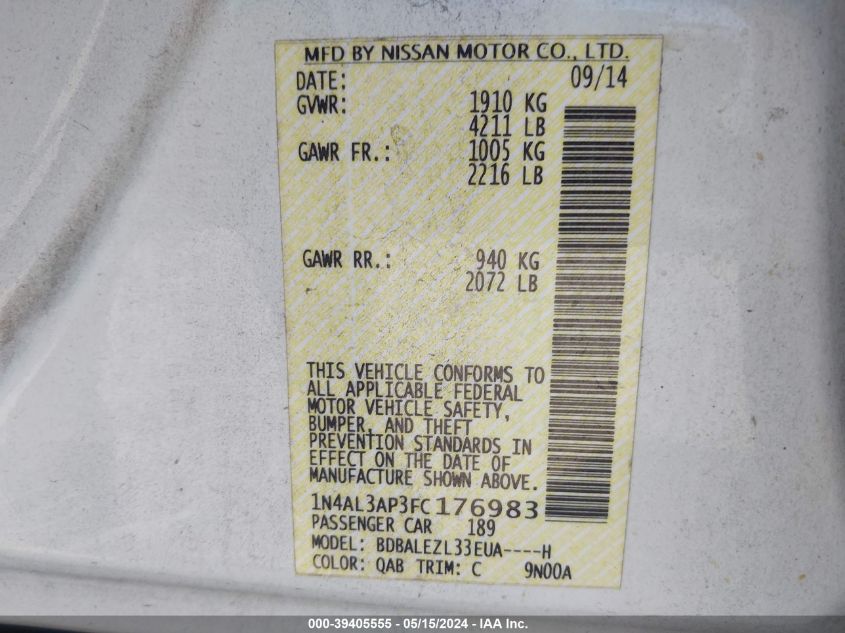 MFD BY NISSAN MOTOR CO., LTD.
DATE: 09/14
GVWR: 1910 KG
4211 LB
GAWR FR.: 1005 KG
2216 LB
GAWR RR.: 940 KG
2072 LB
THIS VEHICLE CONFORMS TO
ALL APPLICABLE FEDERAL
MOTOR VEHICLE SAFETY,
BUMPER, AND THEFT
PREVENTION STANDARDS IN
EFFECT ON THE DATE OF
MANUFACTURE SHOWN ABOVE.
1N4AL3AP3FC176983
PASSENGER CAR 189
MODEL: BDBALEZL33EUA----H
COLOR: QAB TRIM: C 9N00A
000-39405555 - 05/15/2024 - IAA Inc.